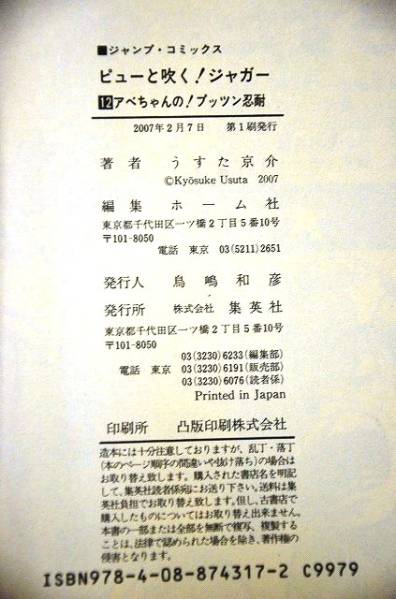 ■ジャンプ・コミックス
ピューと吹く!ジャガー
12アベちゃんの!プッツン忍耐
2007年2月7日 第1刷発行
著者 うすた京介
©Kyōsuke Usuta 2007
編集 ホーム社
東京都千代田区一ツ橋2丁目5番10号
〒101-8050
電話 東京 03(5211)2651
発行人 鳥嶋和彦
発行所 株式会社 集英社
東京都千代田区一ツ橋2丁目5番10号
〒101-8050
03(3230)6233(編集部)
電話 東京 03(3230)6191(販売部)
03(3230)6076(読者係)
Printed in Japan
印刷所 凸版印刷株式会社
造本には十分注意しておりますが、乱丁・落丁
(本のページ順序の間違いや抜け落ち)の場合は
お取り替え致します。購入された書店名を明記
して、集英社読者係宛にお送り下さい。送料は集
英社負担でお取り替え致します。但し、古書店で
購入したものについてはお取り替え出来ません。
本書の一部または全部を無断で複写、複製する
ことは、法律で認められた場合を除き、著作権の
侵害となります。
ISBN978-4-08-874317-2 C9979